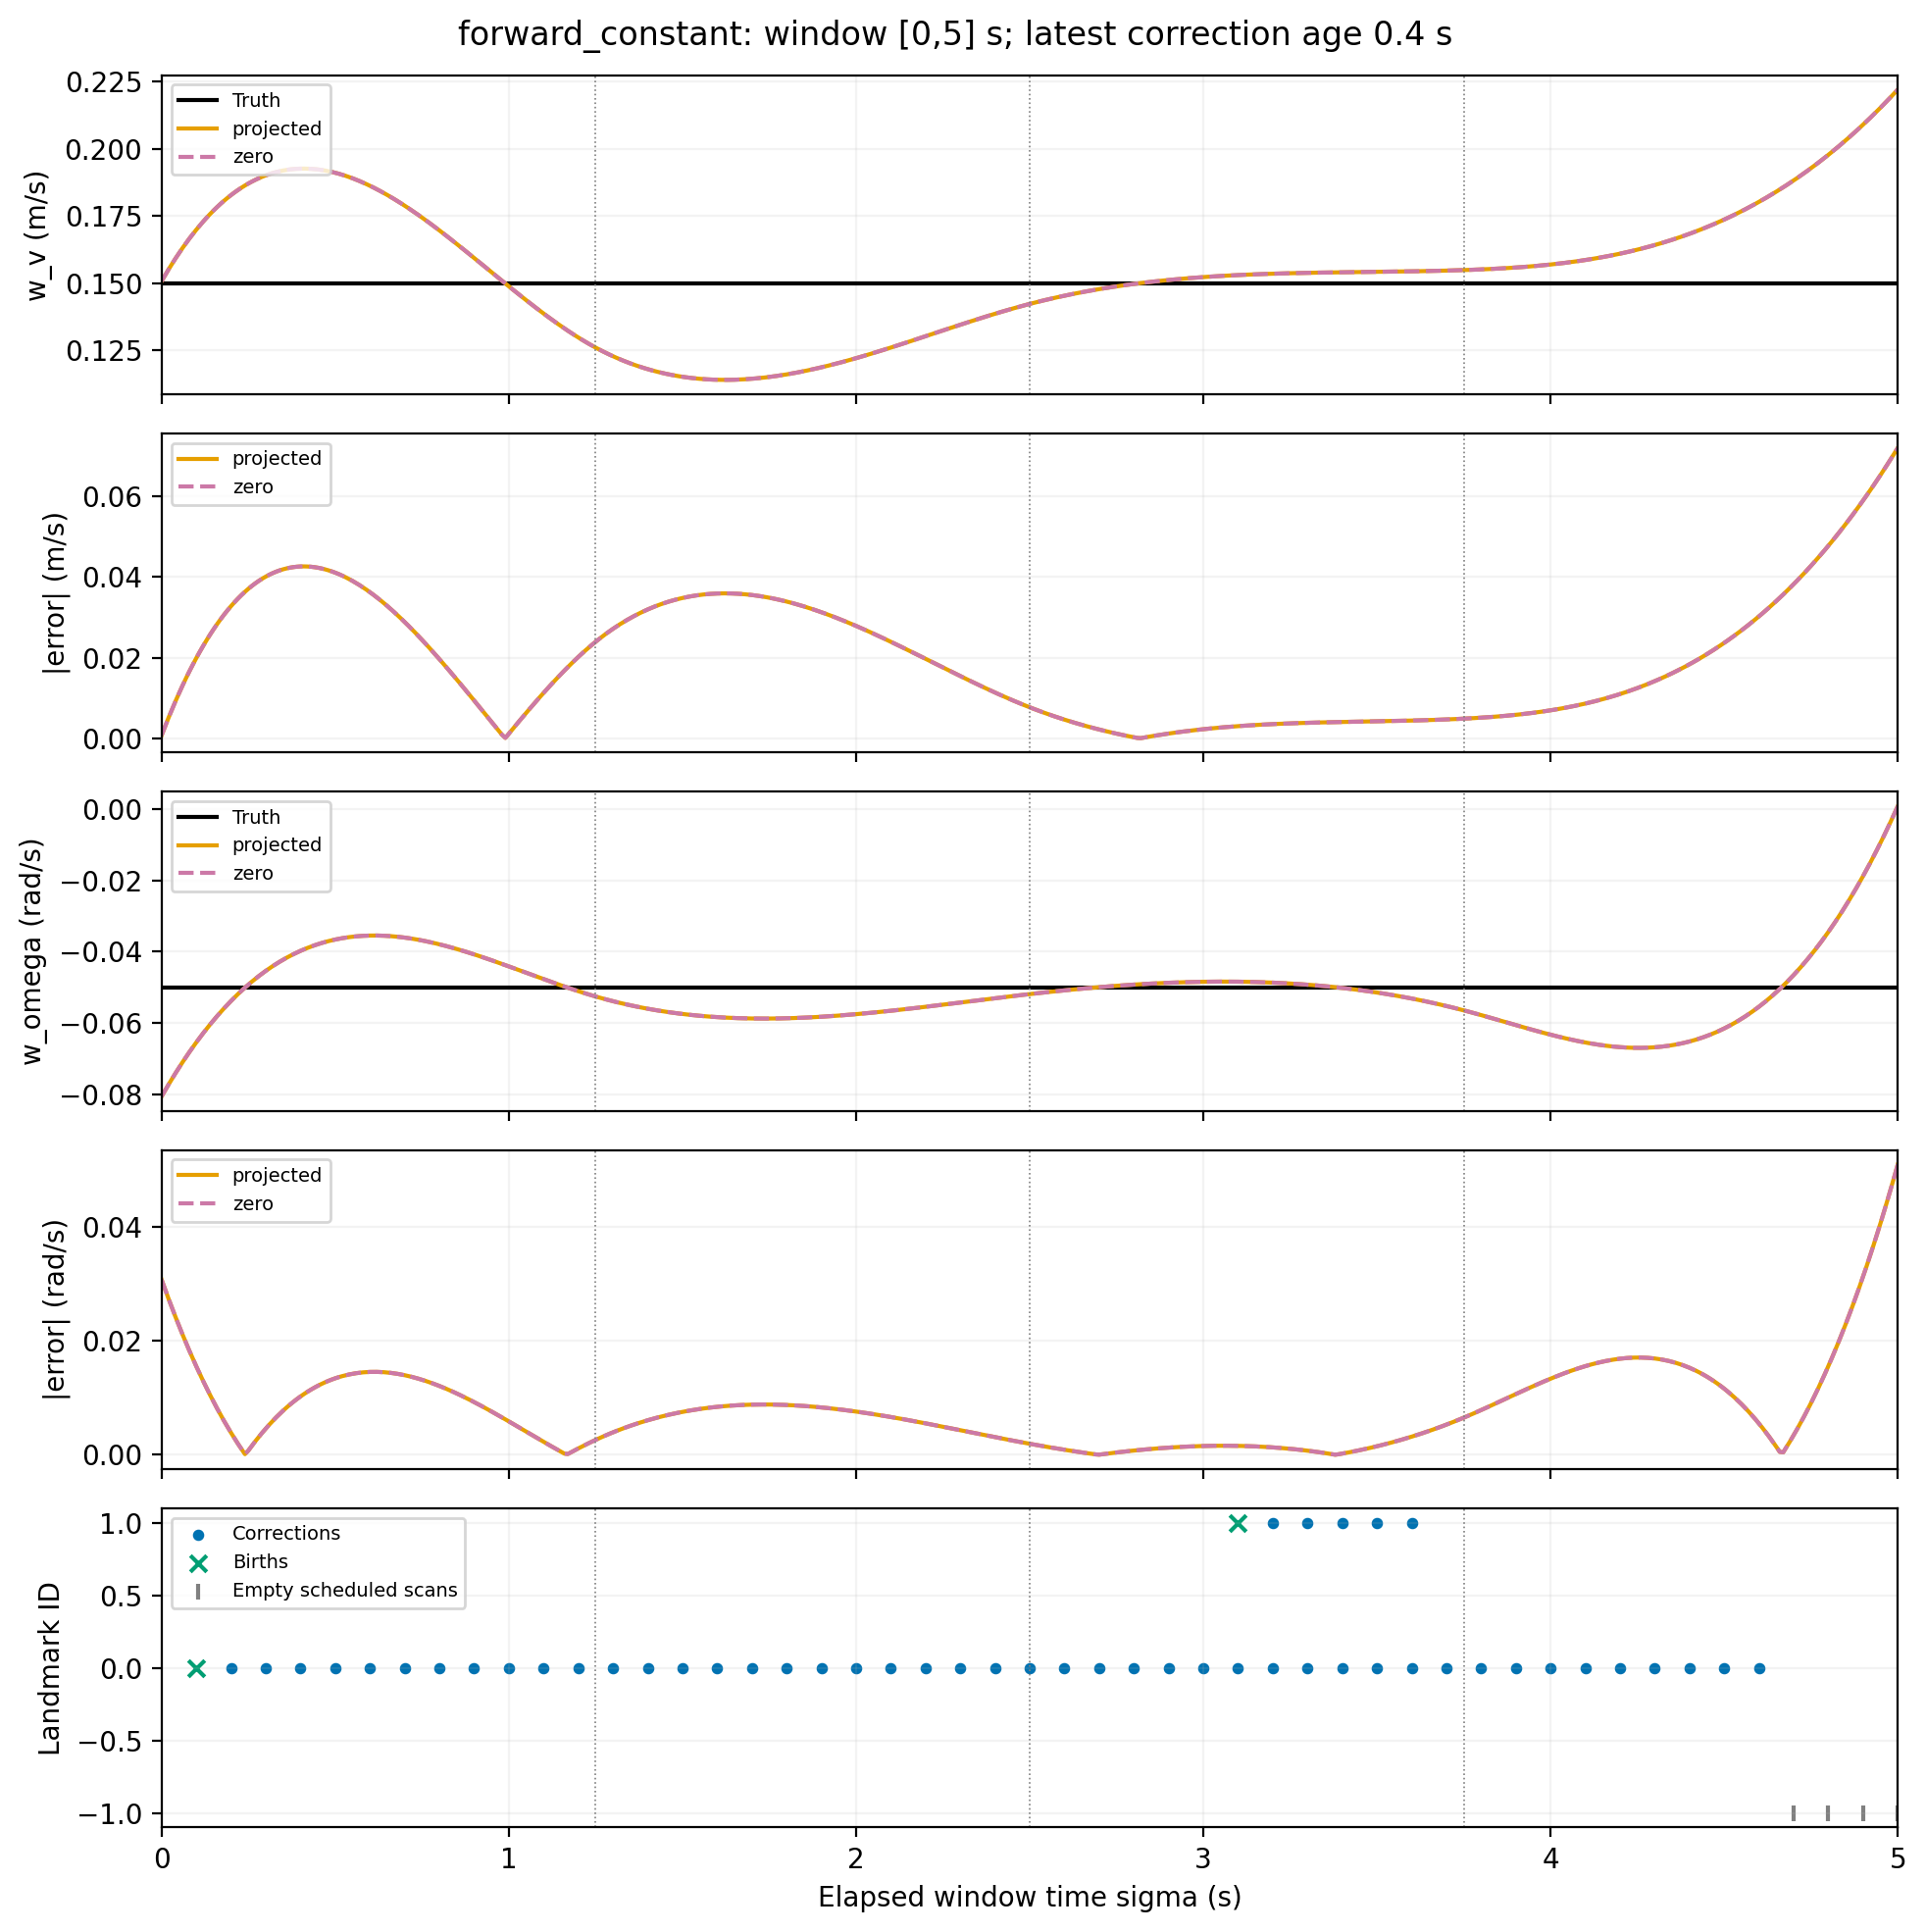 forward_constant: window [0,5] s; latest correction age 0.4 s
w_v (m/s)
0.225
0.200
0.175
0.150
0.125
Truth
projected
zero
|error| (m/s)
0.06
0.04
0.02
0.00
projected
zero
w_omega (rad/s)
0.00
−0.02
−0.04
−0.06
−0.08
Truth
projected
zero
|error| (rad/s)
0.04
0.02
0.00
projected
zero
Landmark ID
1.0
0.5
0.0
−0.5
−1.0
Corrections
Births
Empty scheduled scans
0 1 2 3 4 5
Elapsed window time sigma (s)